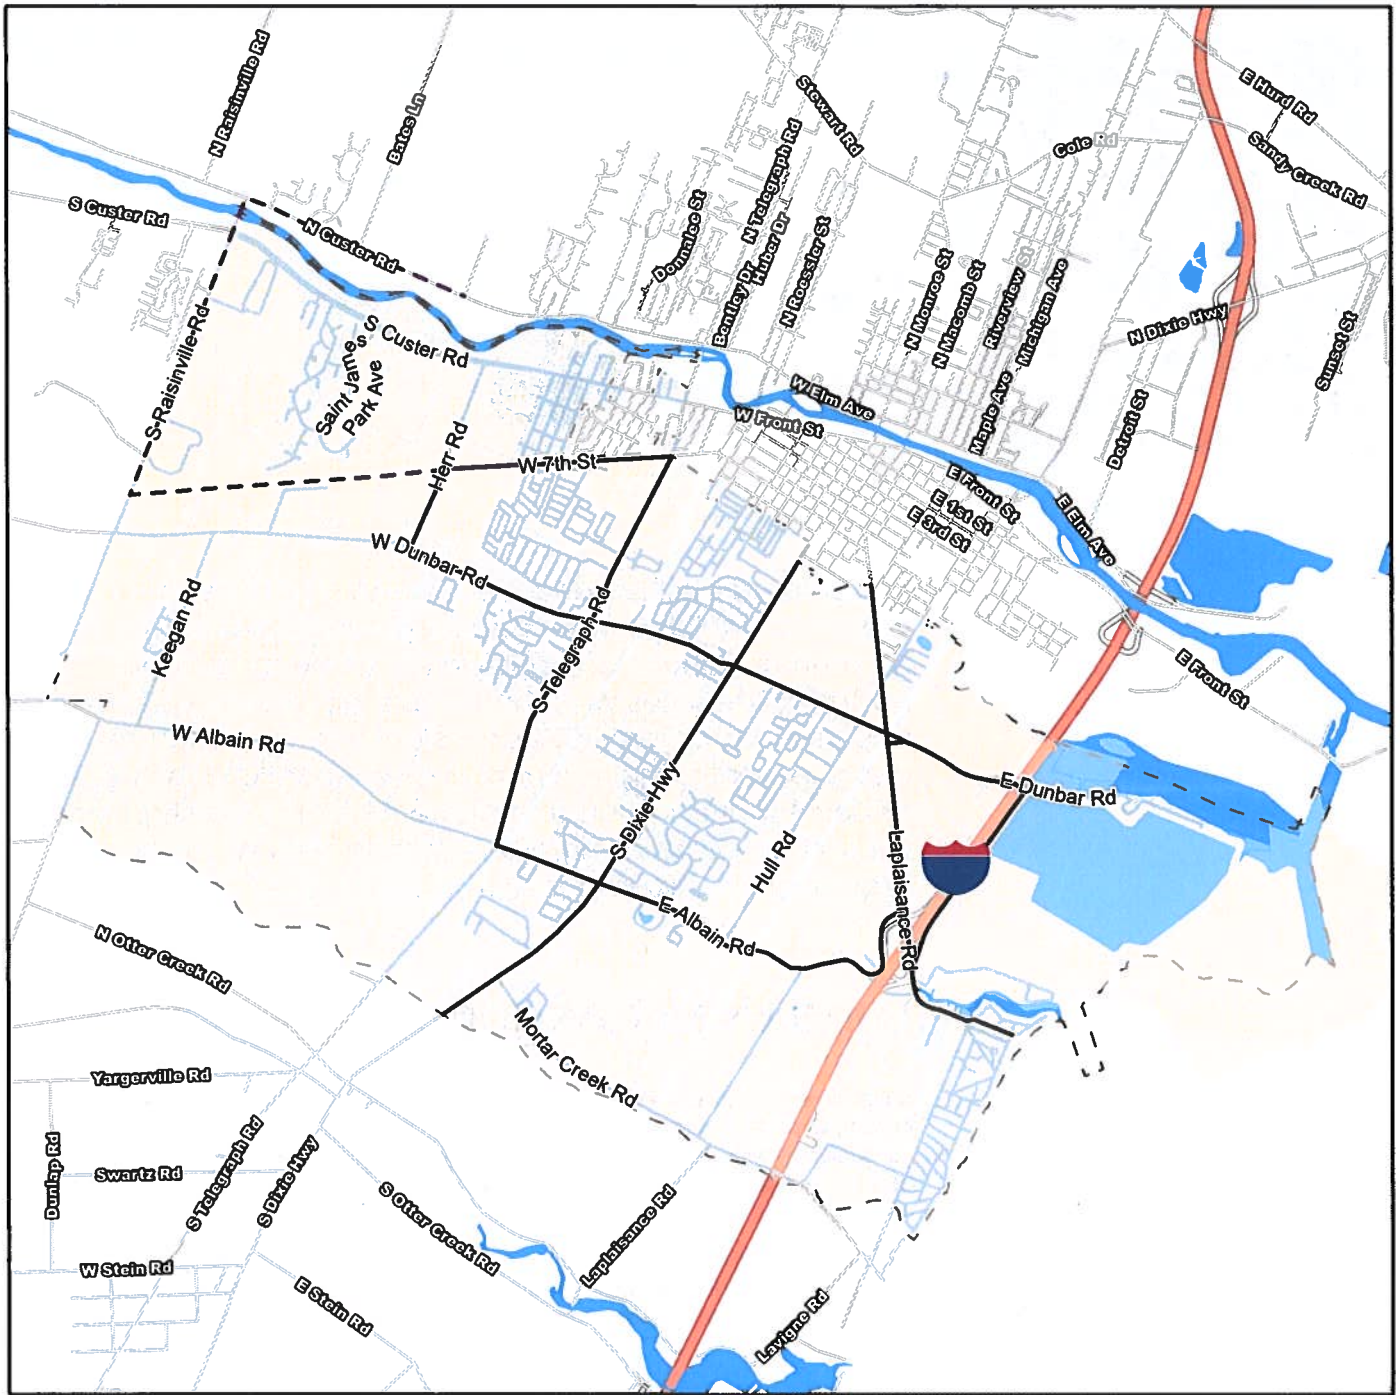 N Raisinville Rd
Bates Ln
Stewart Rd
E Hurd Rd
Cole Rd
Sandy Creek Rd
S Custer Rd
N Custer Rd
Donnalee St
N Telegraph Rd
Huber Dr
Bentley Dr
N Roessler St
N Monroe St
N Macomb St
Riverview St
Michigan Ave
N Dixie Hwy
Sunset St
S Raisinville Rd
S Custer Rd
Saint James
Park Ave
W Elm Ave
W Front St
Maple Ave
Detroit St
Herr Rd
W 7th St
E Front St
E 1st St
E 3rd St
E Elm Ave
W Dunbar Rd
Keegan Rd
S Telegraph Rd
E Front St
W Albain Rd
S Dixie Hwy
E Dunbar Rd
Hull Rd
Laplaisance Rd
E Albain Rd
N Otter Creek Rd
Mortar Creek Rd
Yargerville Rd
Dunlap Rd
Swartz Rd
S Telegraph Rd
S Dixie Hwy
S Otter Creek Rd
Laplaisance Rd
W Stein Rd
E Stein Rd
Lavigne Rd